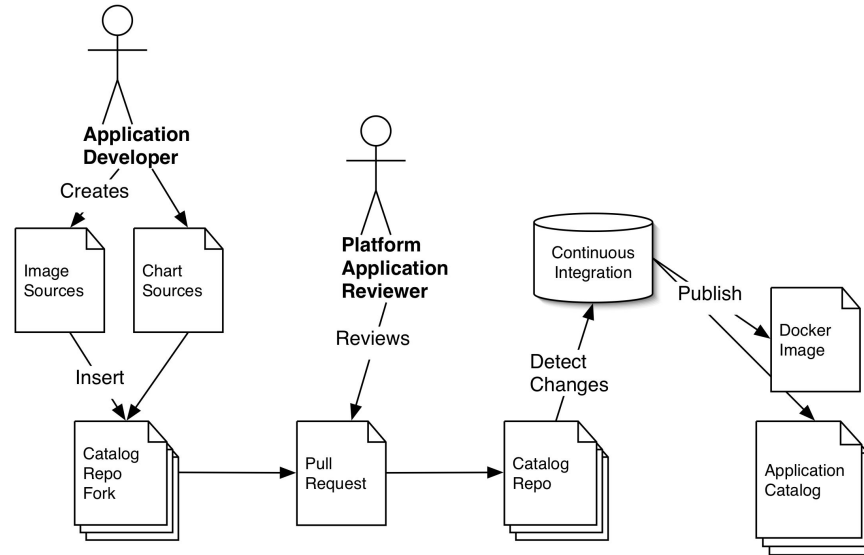 Application
Developer
Creates
Image
Sources
Chart
Sources
Insert
Catalog
Repo
Fork
Platform
Application
Reviewer
Reviews
Pull
Request
Catalog
Repo
Detect
Changes
Continuous
Integration
Publish
Docker
Image
Application
Catalog